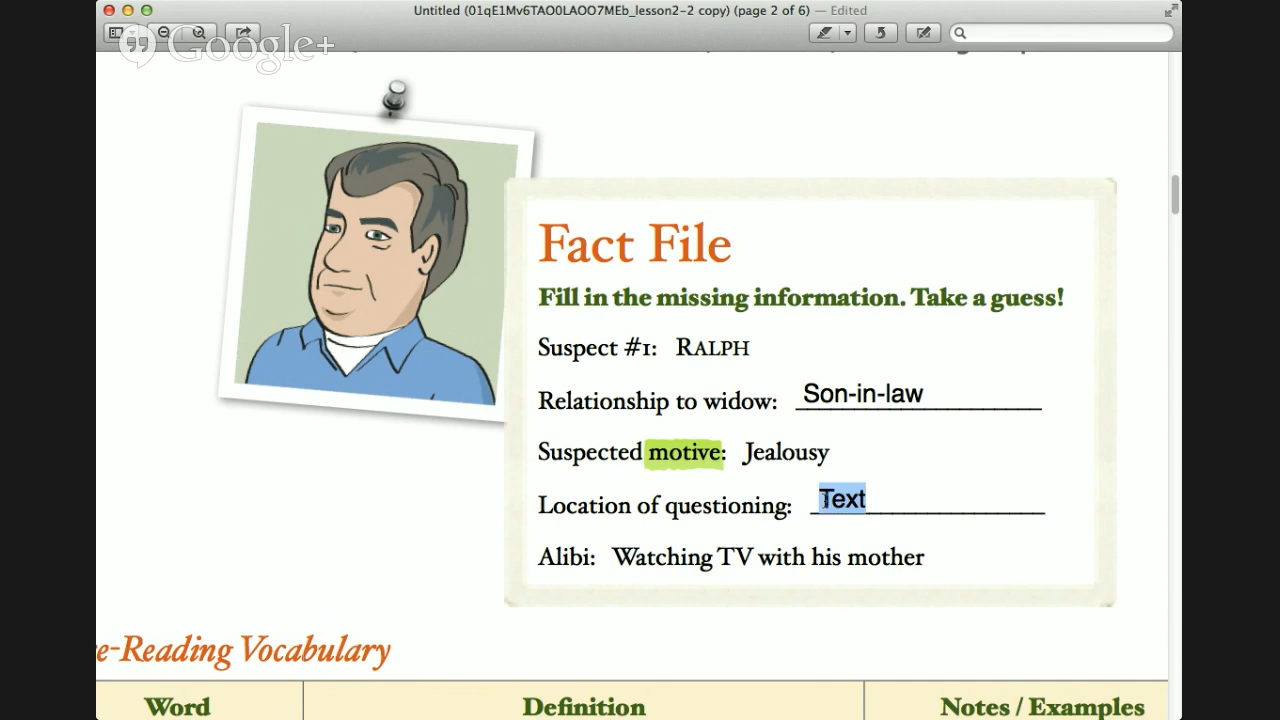 Untitled (01qE1Mv6TAO0LAOO7MEb_lesson2-2 copy) (page 2 of 6) — Edited
Google+
Fact File
Fill in the missing information. Take a guess!
Suspect #1: RALPH
Relationship to widow: Son-in-law
Suspected motive: Jealousy
Location of questioning: Text
Alibi: Watching TV with his mother
e-Reading Vocabulary
Word Definition Notes / Examples